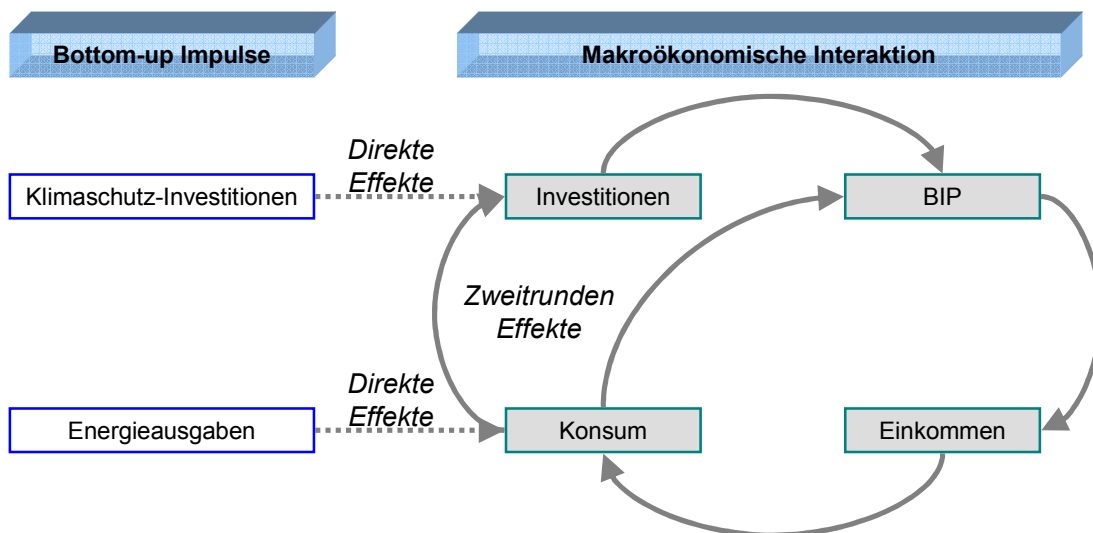 Bottom-up Impulse
Makroökonomische Interaktion
Direkte
Effekte
Klimaschutz-Investitionen
Investitionen
BIP
Zweitrunden
Effekte
Direkte
Effekte
Energieausgaben
Konsum
Einkommen